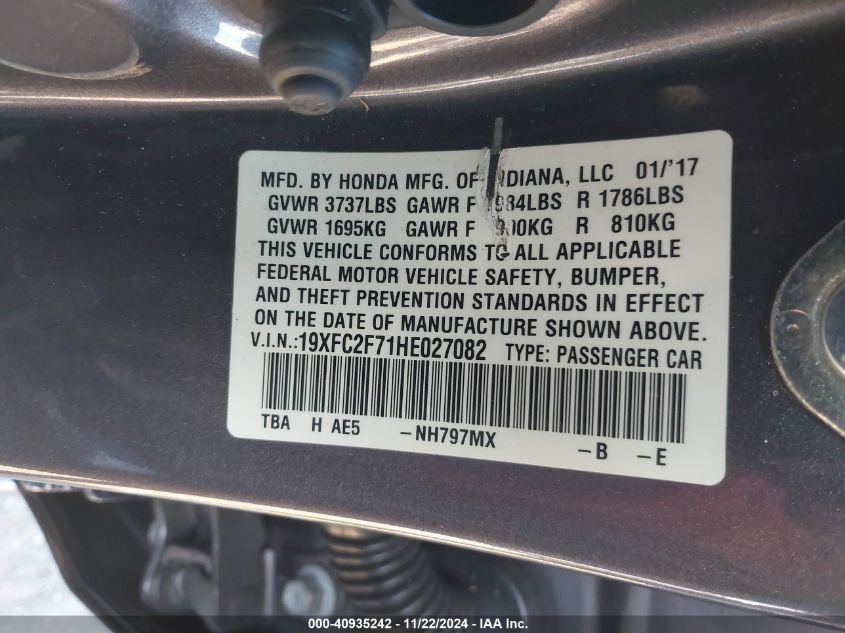 MFD. BY HONDA MFG. OF INDIANA, LLC 01/'17
GVWR 3737LBS GAWR F 1984LBS R 1786LBS
GVWR 1695KG GAWR F 900KG R 810KG
THIS VEHICLE CONFORMS TO ALL APPLICABLE
FEDERAL MOTOR VEHICLE SAFETY, BUMPER,
AND THEFT PREVENTION STANDARDS IN EFFECT
ON THE DATE OF MANUFACTURE SHOWN ABOVE.
V.I.N.:19XFC2F71HE027082 TYPE: PASSENGER CAR
TBA H AE5 -NH797MX -B -E
000-40935242 - 11/22/2024 - IAA Inc.